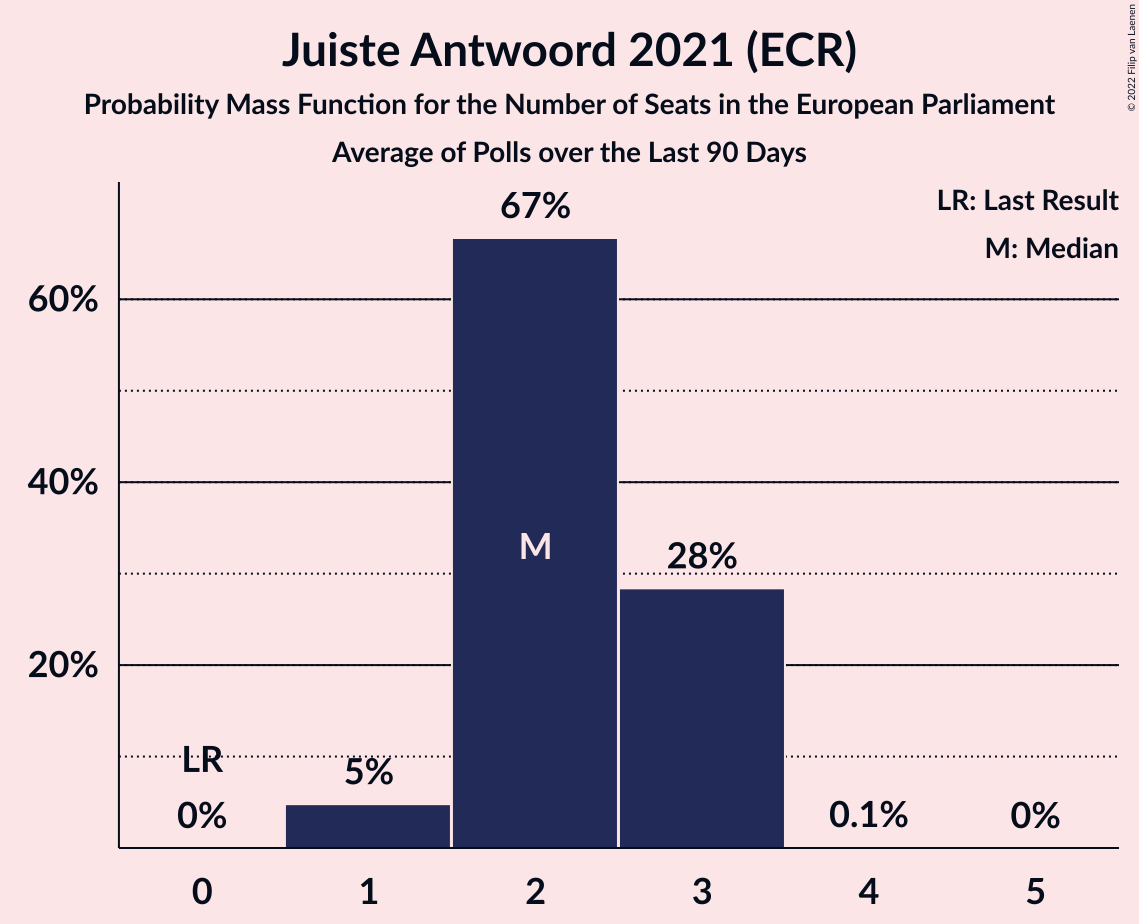 Juiste Antwoord 2021 (ECR)
Probability Mass Function for the Number of Seats in the European Parliament
Average of Polls over the Last 90 Days
© 2022 Filip van Laenen
LR: Last Result
M: Median
67%
60%
40%
M
28%
20%
LR
5%
0%
0.1%
0%
0 1 2 3 4 5